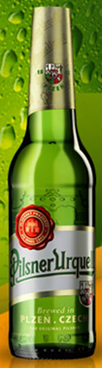 Pilsner Urquell
Brewed in
PLZEŇ, CZECH
THE ORIGINAL PILSNER